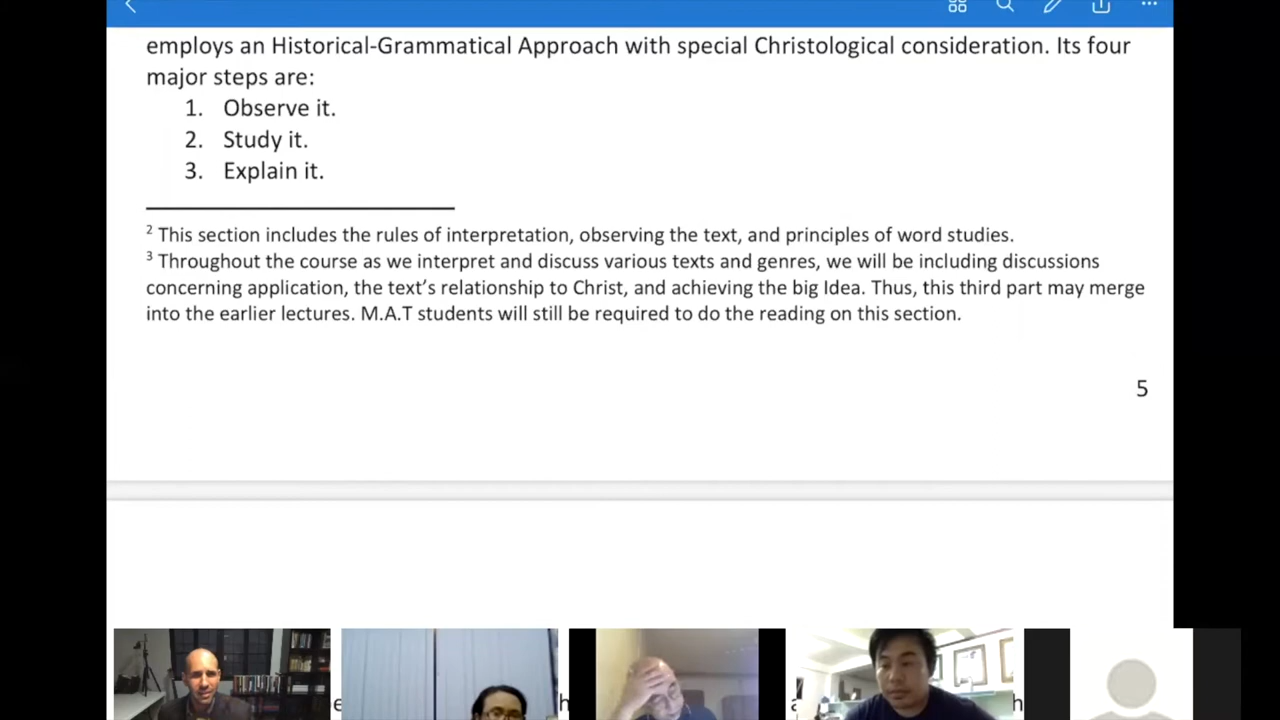 employs an Historical-Grammatical Approach with special Christological consideration. Its four
major steps are:
1. Observe it.
2. Study it.
3. Explain it.
2 This section includes the rules of interpretation, observing the text, and principles of word studies.
3 Throughout the course as we interpret and discuss various texts and genres, we will be including discussions
concerning application, the text’s relationship to Christ, and achieving the big Idea. Thus, this third part may merge
into the earlier lectures. M.A.T students will still be required to do the reading on this section.
5